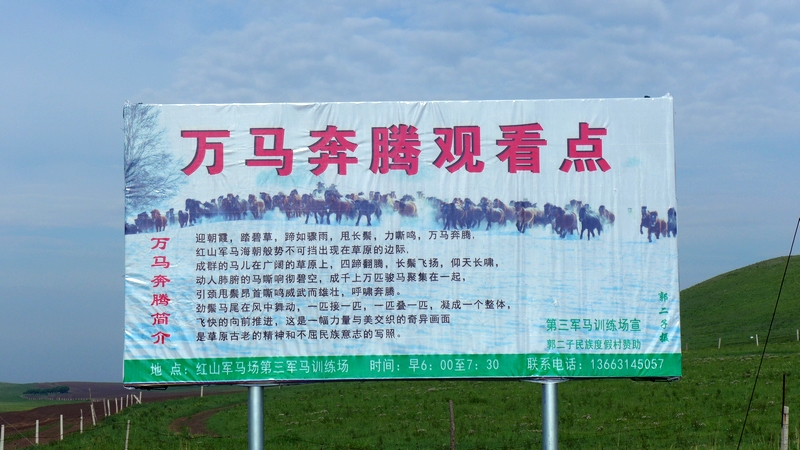 万马奔腾观看点
万马奔腾简介
迎朝霞，踏碧草，蹄如骤雨，甩长鬃，力嘶鸣，万马奔腾.
红山军马海朝般势不可挡出现在草原的边际，
成群的马儿在广阔的草原上，四蹄翻腾，长鬃飞扬，仰天长啸，
动人肺腑的马嘶响彻碧空，成千上万匹骏马聚集在一起，
引颈甩鬃昂首嘶鸣威武而雄壮，呼啸奔腾。
劲鬃马尾在风中舞动，一匹接一匹，一匹叠一匹，凝成一个整体，
飞快的向前推进，这是一幅力量与美交织的奇异画面
是草原古老的精神和不屈民族意志的写照。
郭二子报
第三军马训练场宣
郭二子民族度假村赞助
地 点：红山军马场第三军马训练场 时间：早6：00至7：30 联系电话：13663145057